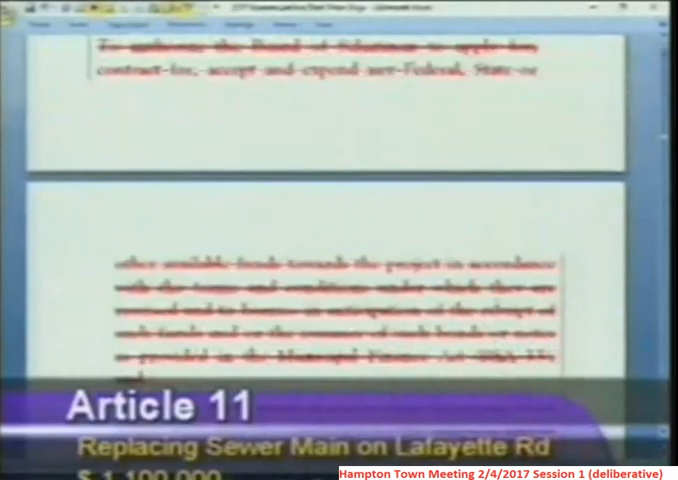 To authorize the Board of Selectmen to apply for,
contract for, accept and expend net Federal, State or
other available funds towards the project in accordance
with the terms and conditions under which they are
received and to borrow in anticipation of the receipt of
such funds and or the issuance of such bonds or notes
as provided in the Municipal Finance Act
Article 11
Replacing Sewer Main on Lafayette Rd
$ 1,100,000
Hampton Town Meeting 2/4/2017 Session 1 (deliberative)